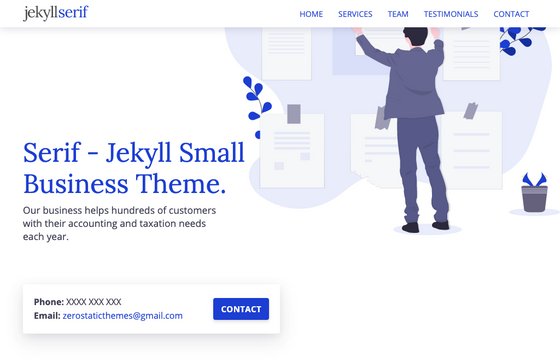 jekyllserif
HOME SERVICES TEAM TESTIMONIALS CONTACT
Serif - Jekyll Small
Business Theme.
Our business helps hundreds of customers
with their accounting and taxation needs
each year.
Phone: XXXX XXX XXX
Email: zerostaticthemes@gmail.com
CONTACT